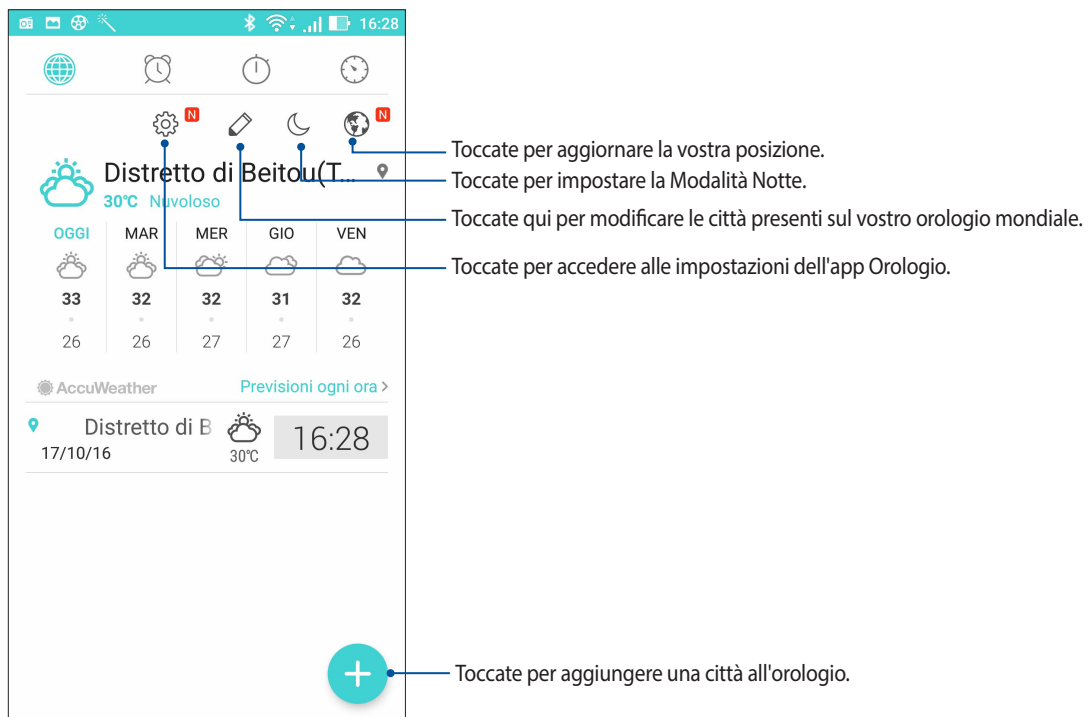 16:28
N
N
Toccate per aggiornare la vostra posizione.
Distretto di Beitou(T...
Toccate per impostare la Modalità Notte.
30°C Nuvoloso
Toccate qui per modificare le città presenti sul vostro orologio mondiale.
OGGI MAR MER GIO VEN
Toccate per accedere alle impostazioni dell'app Orologio.
33 32 32 31 32
26 26 27 27 26
AccuWeather Previsioni ogni ora >
Distretto di B
16:28
17/10/16
30°C
Toccate per aggiungere una città all'orologio.